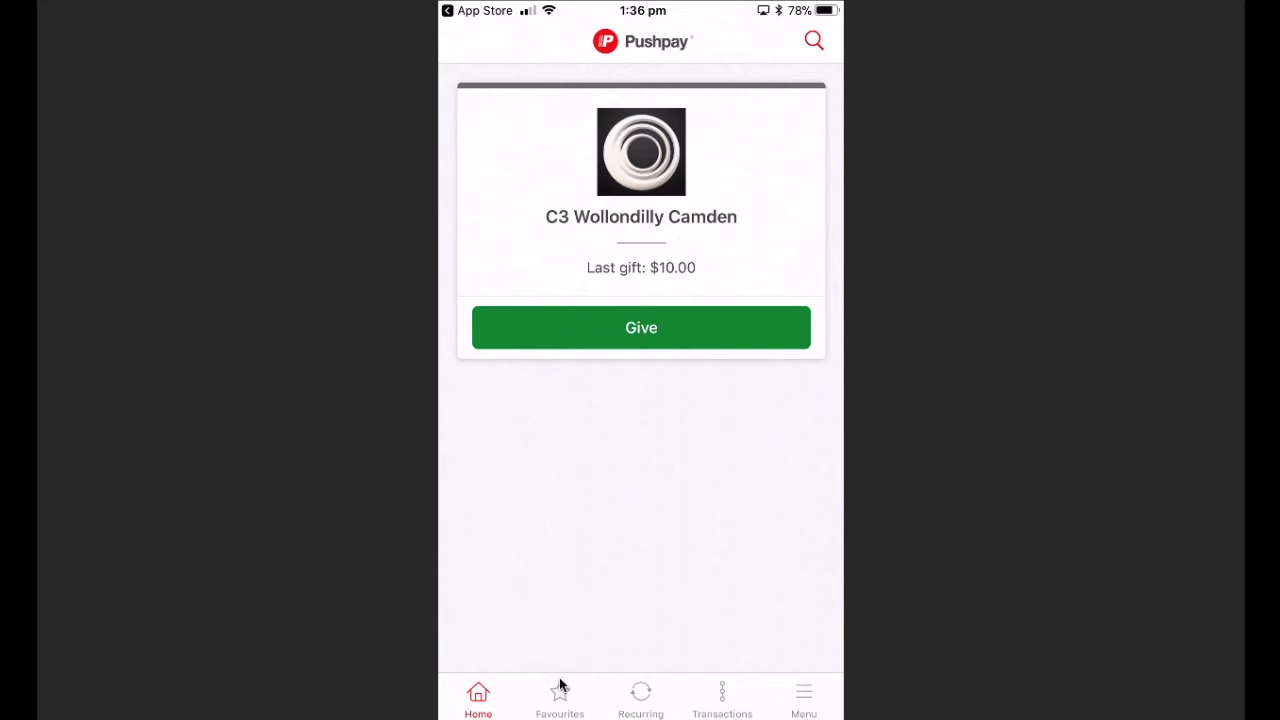 App Store 1:36 pm 78%
Pushpay
C3 Wollondilly Camden
Last gift: $10.00
Give
Home Favourites Recurring Transactions Menu